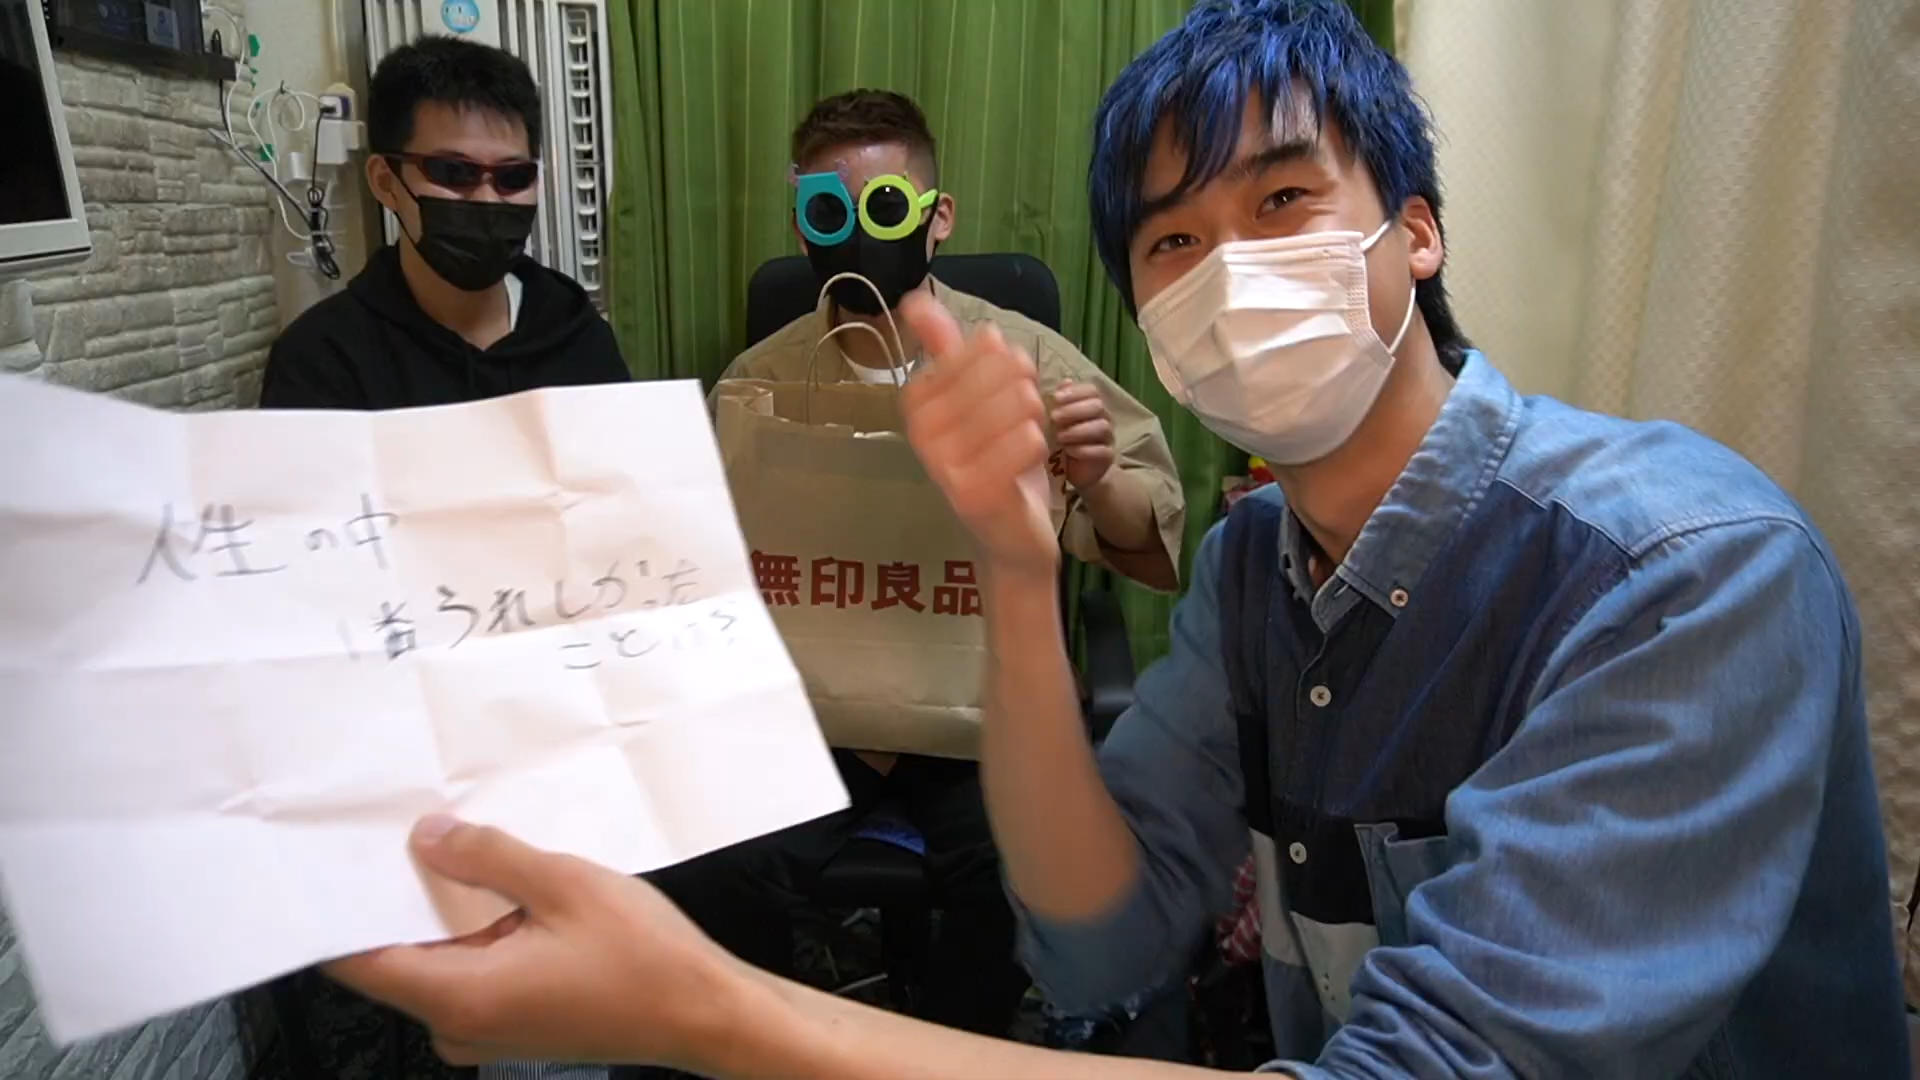 人生の中
1番うれしかった
ことは?
無印良品